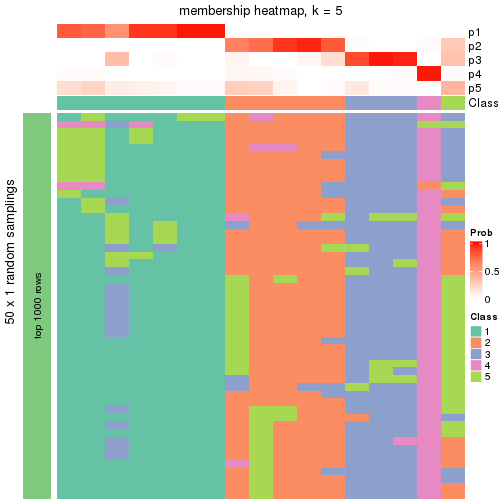 membership heatmap, k = 5
p1
p2
p3
p4
p5
Class
50 x 1 random samplings
top 1000 rows
Prob
1
0.5
0
Class
1
2
3
4
5